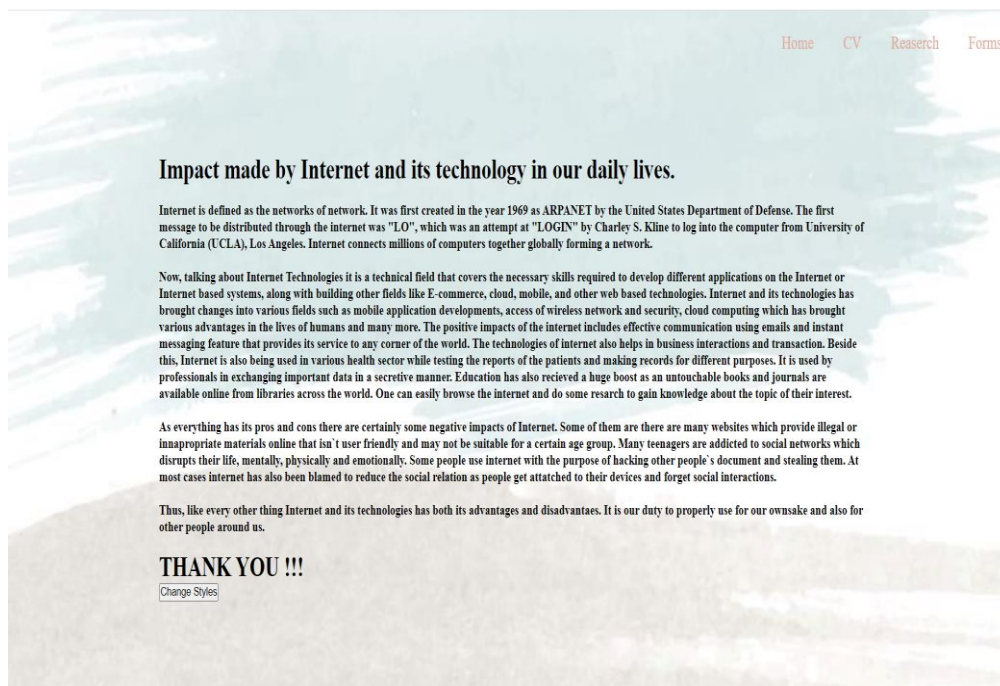 Home CV Reaserch Forms
Impact made by Internet and its technology in our daily lives.
Internet is defined as the networks of network. It was first created in the year 1969 as ARPANET by the United States Department of Defense. The first
message to be distributed through the internet was "LO", which was an attempt at "LOGIN" by Charley S. Kline to log into the computer from University of
California (UCLA), Los Angeles. Internet connects millions of computers together globally forming a network.
Now, talking about Internet Technologies it is a technical field that covers the necessary skills required to develop different applications on the Internet or
Internet based systems, along with building other fields like E-commerce, cloud, mobile, and other web based technologies. Internet and its technologies has
brought changes into various fields such as mobile application developments, access of wireless network and security, cloud computing which has brought
various advantages in the lives of humans and many more. The positive impacts of the internet includes effective communication using emails and instant
messaging feature that provides its service to any corner of the world. The technologies of internet also helps in business interactions and transaction. Beside
this, Internet is also being used in various health sector while testing the reports of the patients and making records for different purposes. It is used by
professionals in exchanging important data in a secretive manner. Education has also recieved a huge boost as an untouchable books and journals are
available online from libraries across the world. One can easily browse the internet and do some resarch to gain knowledge about the topic of their interest.
As everything has its pros and cons there are certainly some negative impacts of Internet. Some of them are there are many websites which provide illegal or
innapropriate materials online that isn`t user friendly and may not be suitable for a certain age group. Many teenagers are addicted to social networks which
disrupts their life, mentally, physically and emotionally. Some people use internet with the purpose of hacking other people`s document and stealing them. At
most cases internet has also been blamed to reduce the social relation as people get attatched to their devices and forget social interactions.
Thus, like every other thing Internet and its technologies has both its advantages and disadvantaes. It is our duty to properly use for our ownsake and also for
other people around us.
THANK YOU !!!
Change Styles